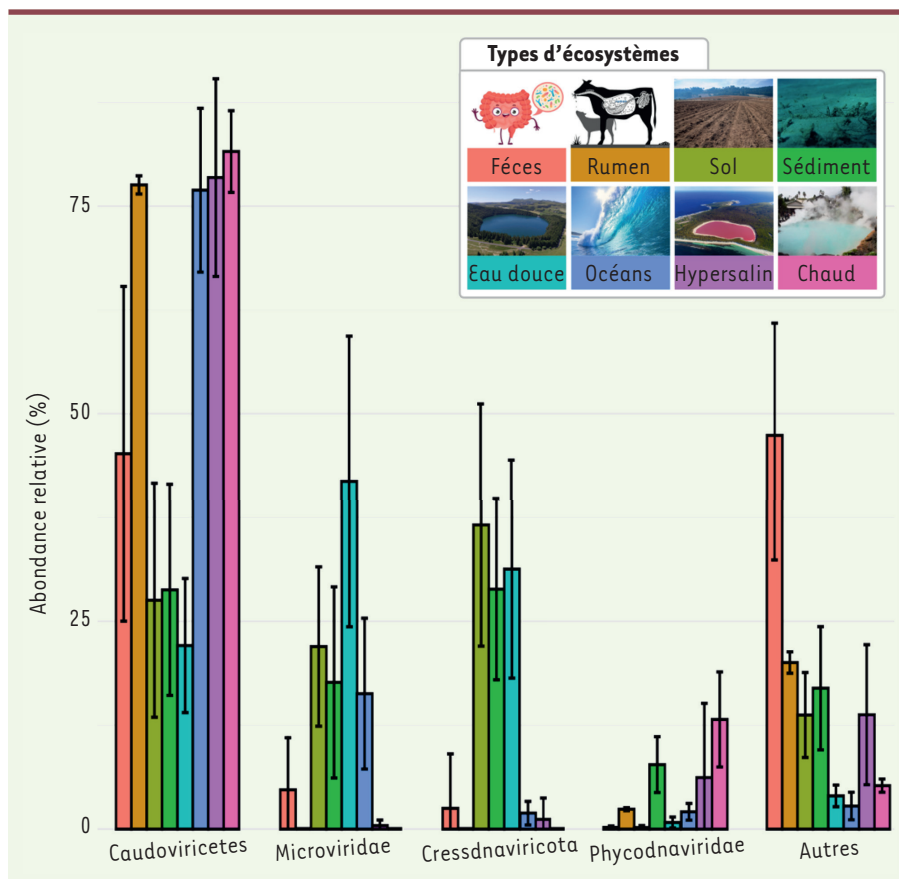 Types d'écosystèmes
Féces Rumen Sol Sédiment
Eau douce Océans Hypersalin Chaud
Abondance relative (%)
75
50
25
0
Caudoviricetes Microviridae Cressdnaviricota Phycodnaviridae Autres